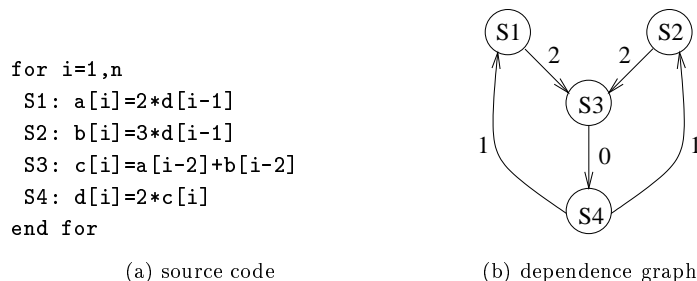 for i=1,n
S1: a[i]=2*d[i-1]
S2: b[i]=3*d[i-1]
S3: c[i]=a[i-2]+b[i-2]
S4: d[i]=2*c[i]
end for
(a) source code
S1
S2
2
2
S3
1
0
1
S4
(b) dependence graph